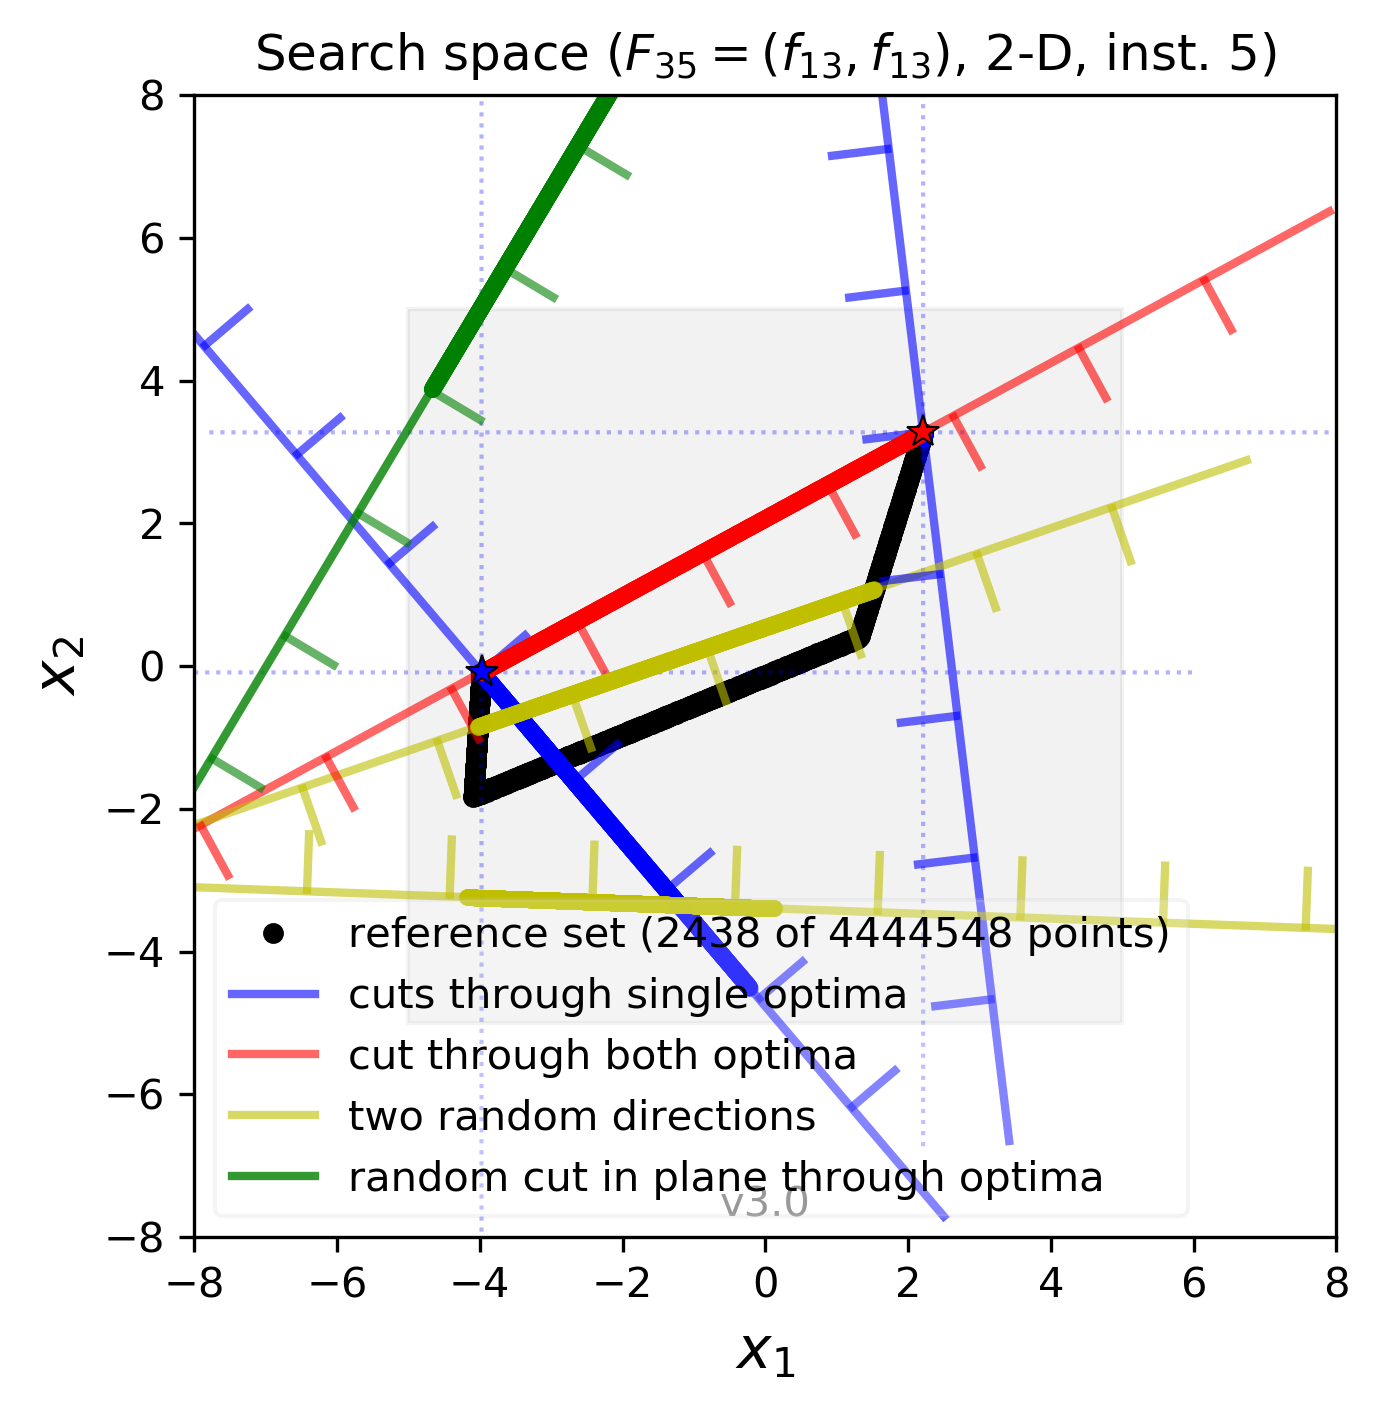 Search space (F₃₅ = (f₁₃, f₁₃), 2-D, inst. 5)
8
6
4
2
0
−2
−4
−6
−8
x₂
reference set (2438 of 4444548 points)
cuts through single optima
cut through both optima
two random directions
random cut in plane through optima
v3.0
−8 −6 −4 −2 0 2 4 6 8
x₁